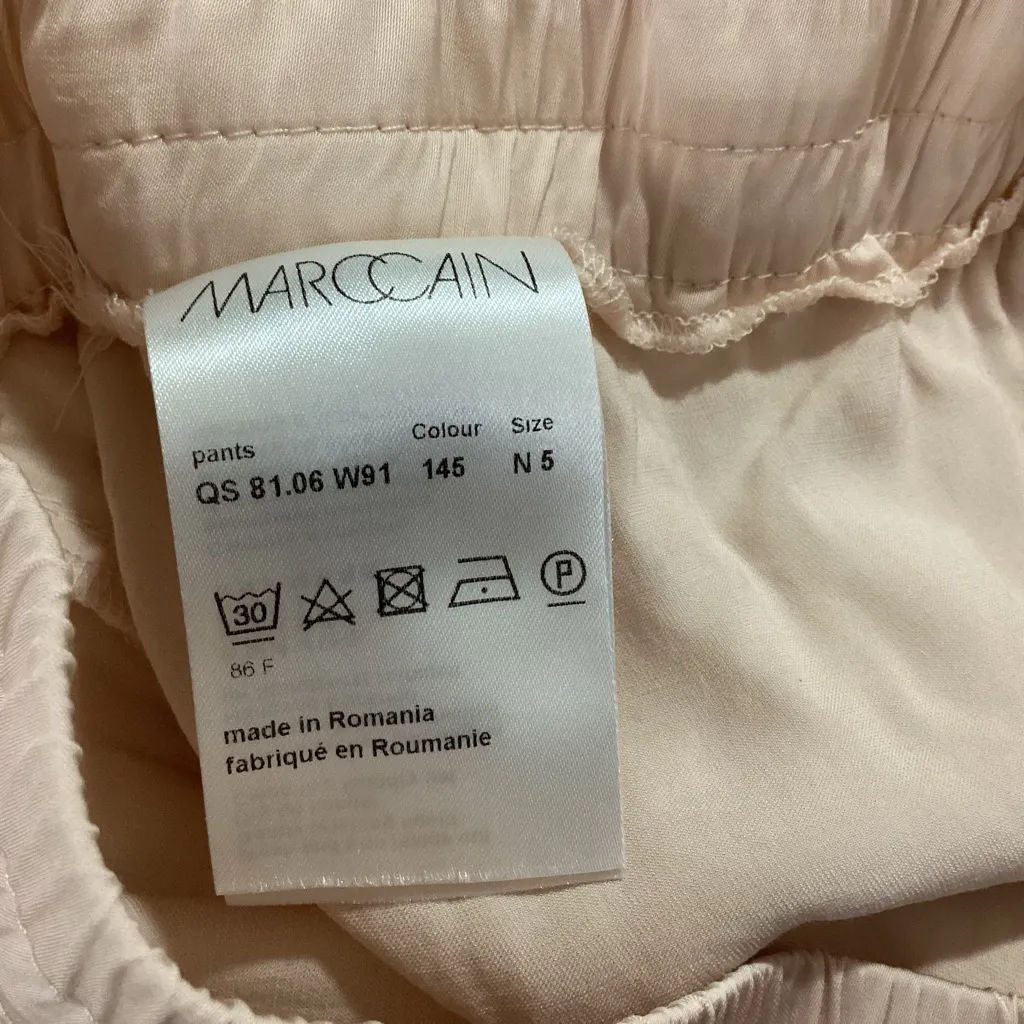 MARCCAIN
pants Colour Size
QS 81.06 W91 145 N 5
30 P
86 F
made in Romania
fabriqué en Roumanie